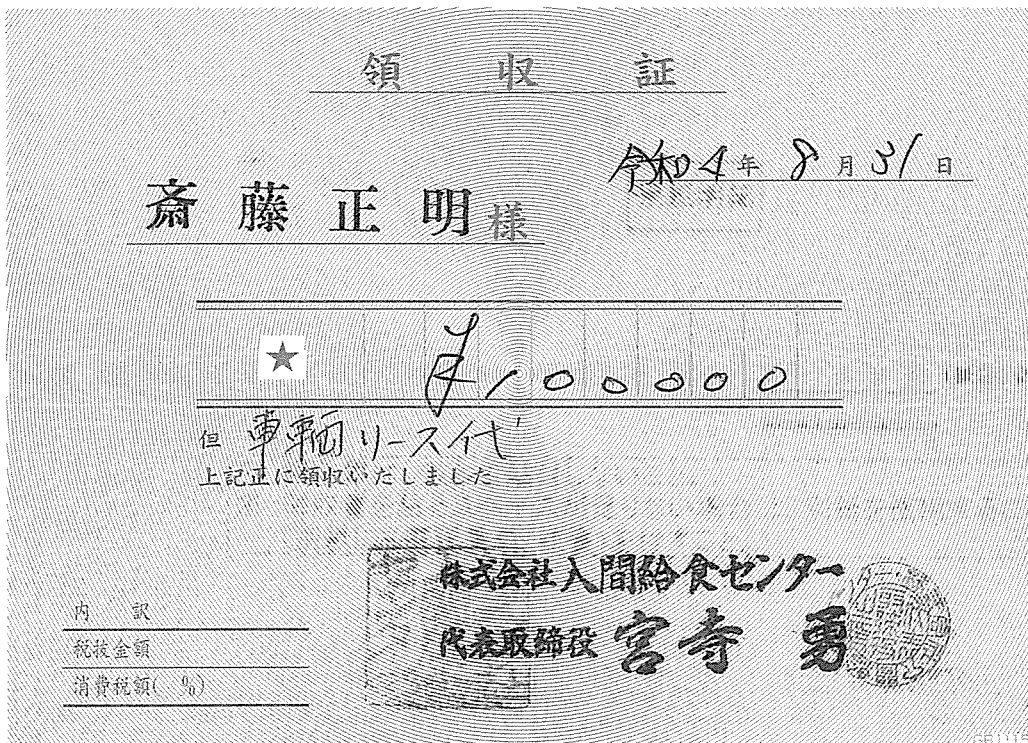 領収証
令和4年8月31日
斎藤正明様
★ ¥100000
但 車輌リース代
上記正に領収いたしました
株式会社入間給食センター
代表取締役 宮寺 勇
内訳
税抜金額
消費税額( %)